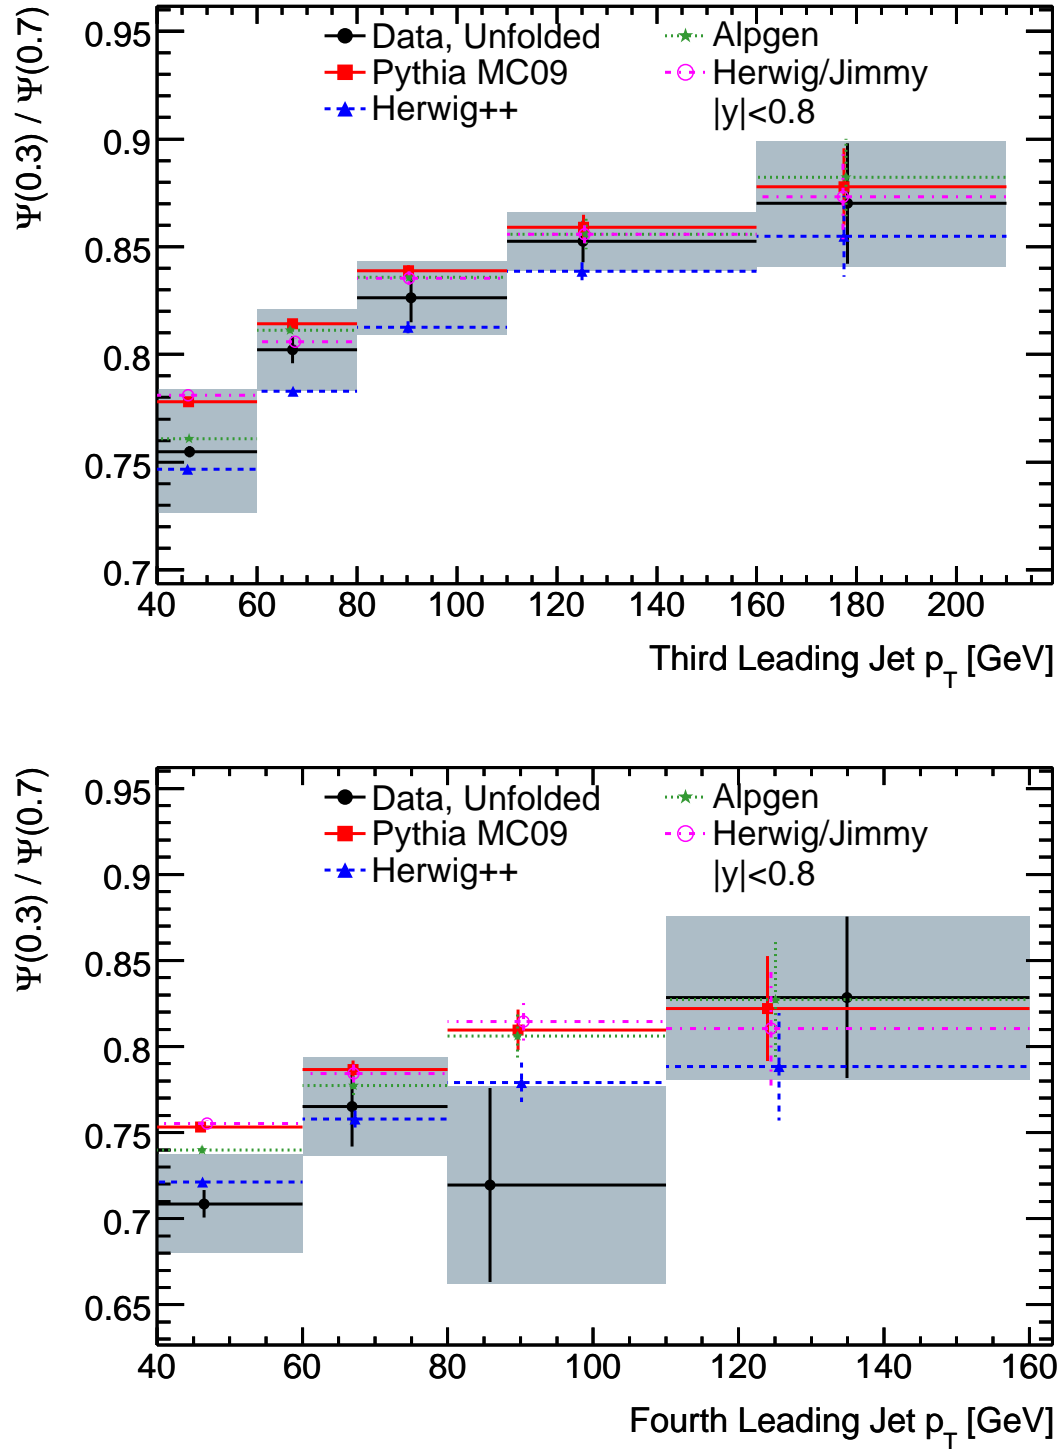 Ψ(0.3) / Ψ(0.7)
0.95
0.9
0.85
0.8
0.75
0.7
Data, Unfolded
Pythia MC09
Herwig++
Alpgen
Herwig/Jimmy
|y|<0.8
40 60 80 100 120 140 160 180 200
Third Leading Jet p_T [GeV]
Ψ(0.3) / Ψ(0.7)
0.95
0.9
0.85
0.8
0.75
0.7
0.65
Data, Unfolded
Pythia MC09
Herwig++
Alpgen
Herwig/Jimmy
|y|<0.8
40 60 80 100 120 140 160
Fourth Leading Jet p_T [GeV]